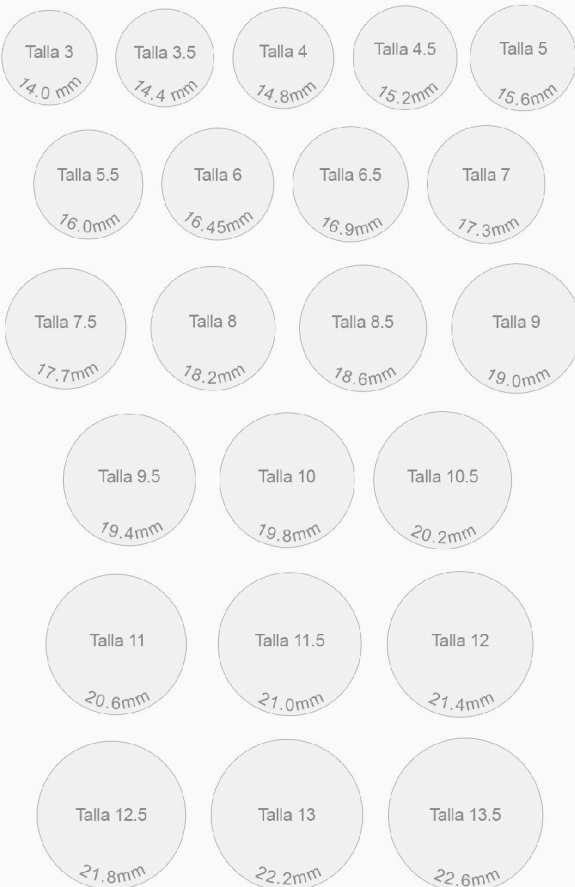 Talla 3
14.0 mm
Talla 3.5
14.4 mm
Talla 4
14.8mm
Talla 4.5
15.2mm
Talla 5
15.6mm
Talla 5.5
16.0mm
Talla 6
16.45mm
Talla 6.5
16.9mm
Talla 7
17.3mm
Talla 7.5
17.7mm
Talla 8
18.2mm
Talla 8.5
18.6mm
Talla 9
19.0mm
Talla 9.5
19.4mm
Talla 10
19.8mm
Talla 10.5
20.2mm
Talla 11
20.6mm
Talla 11.5
21.0mm
Talla 12
21.4mm
Talla 12.5
21.8mm
Talla 13
22.2mm
Talla 13.5
22.6mm